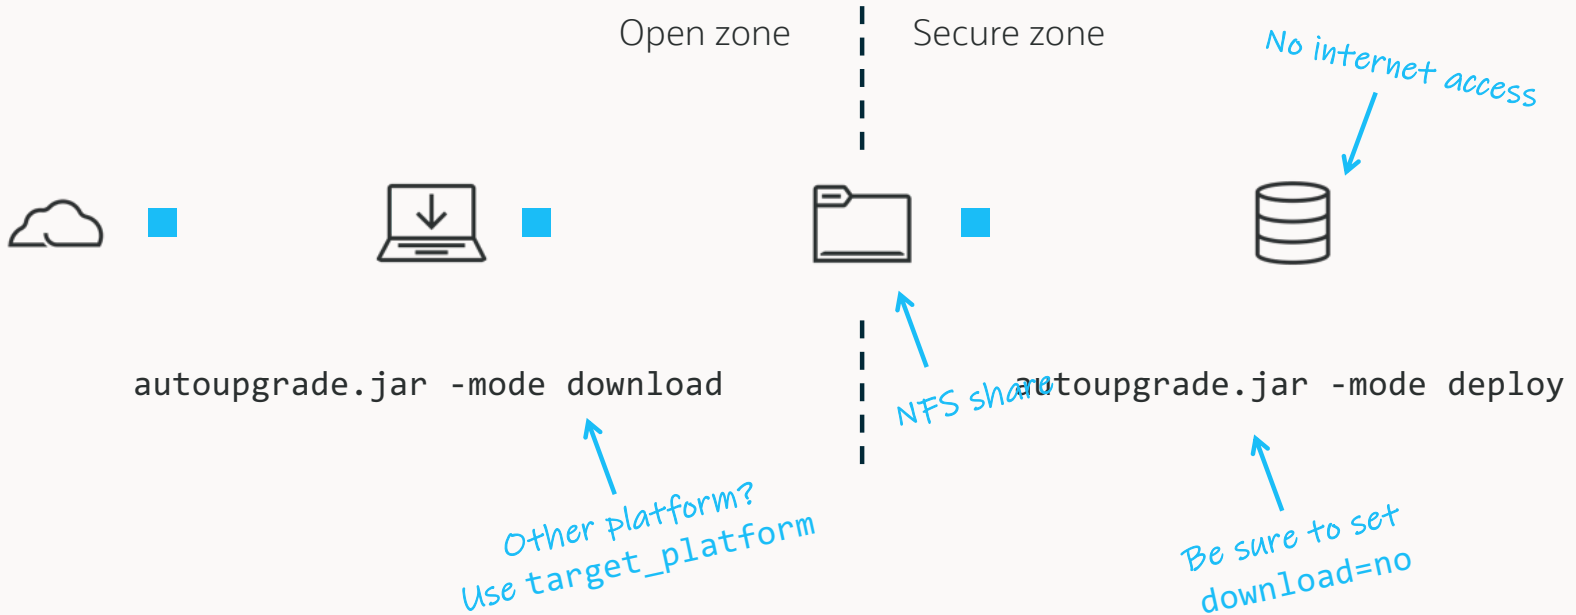 Open zone
Secure zone
No internet access
autoupgrade.jar -mode download
NFS share
autoupgrade.jar -mode deploy
Other platform?
Use target_platform
Be sure to set
download=no